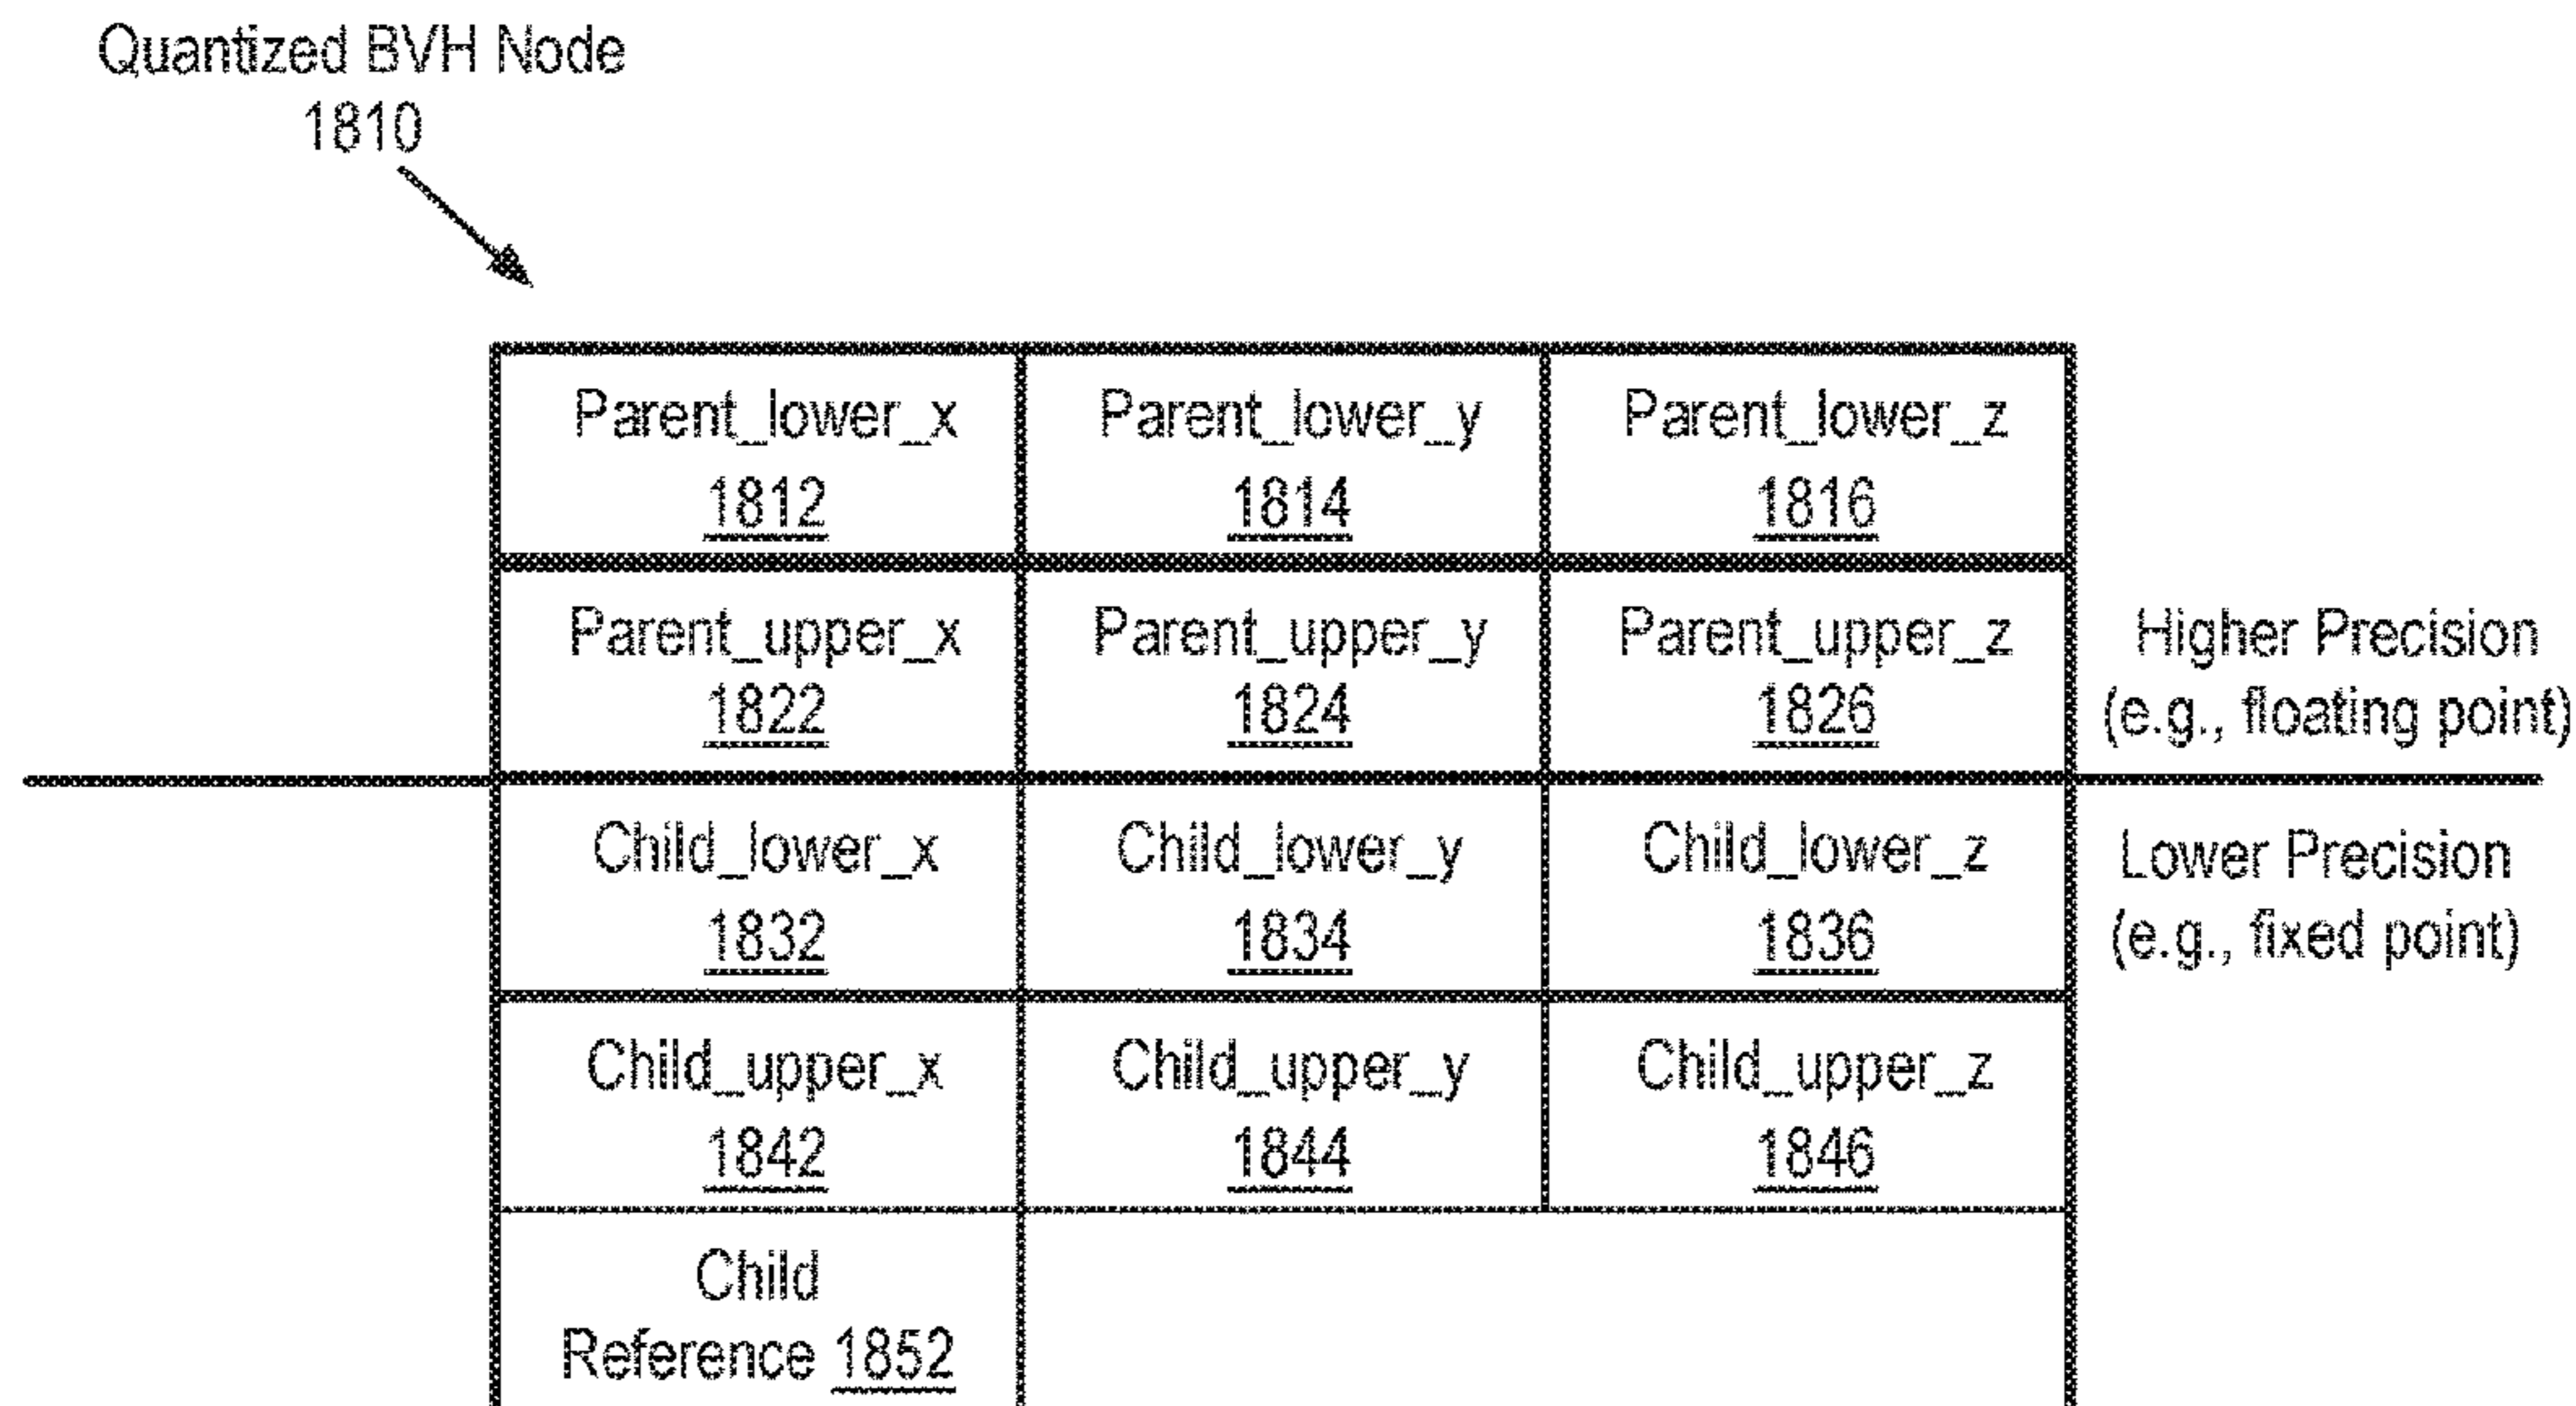 Quantized BVH Node
1810
Parent_lower_x Parent_lower_y Parent_lower_z
1812 1814 1816
Parent_upper_x Parent_upper_y Parent_upper_z
1822 1824 1826
Higher Precision
(e.g., floating point)
Child_lower_x Child_lower_y Child_lower_z
1832 1834 1836
Lower Precision
(e.g., fixed point)
Child_upper_x Child_upper_y Child_upper_z
1842 1844 1846
Child
Reference 1852